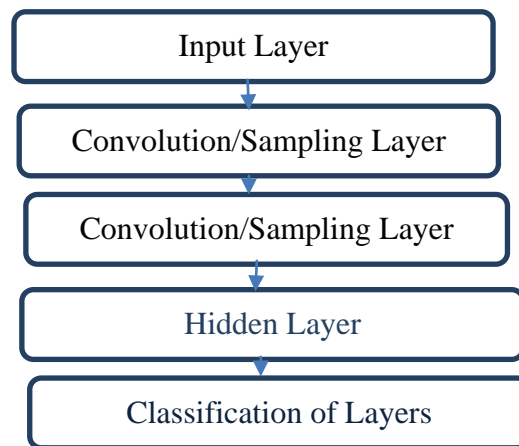 Input Layer
Convolution/Sampling Layer
Convolution/Sampling Layer
Hidden Layer
Classification of Layers